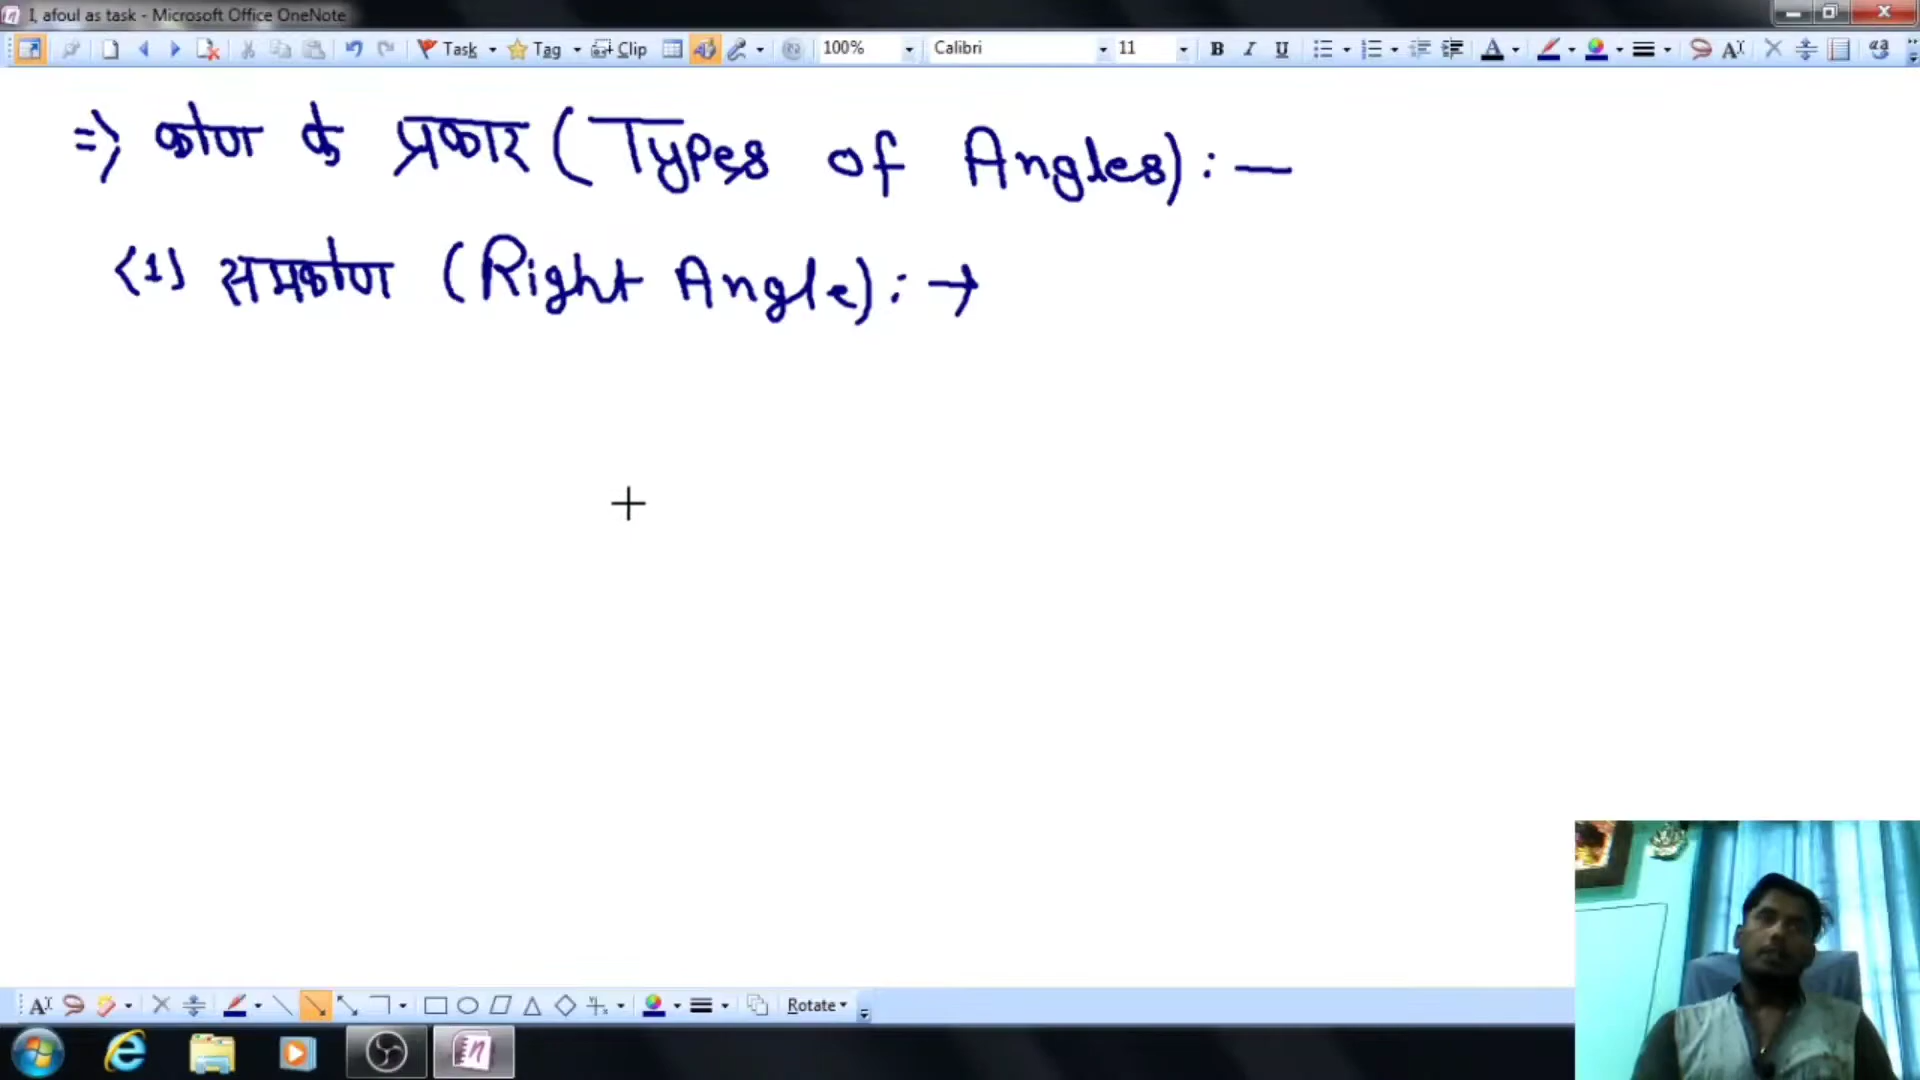 I, afoul as task - Microsoft Office OneNote
Task Tag Clip 100% Calibri 11 B I U
=> कोण के प्रकार (Types of Angles) : —
(1) समकोण (Right Angle) : →
Rotate